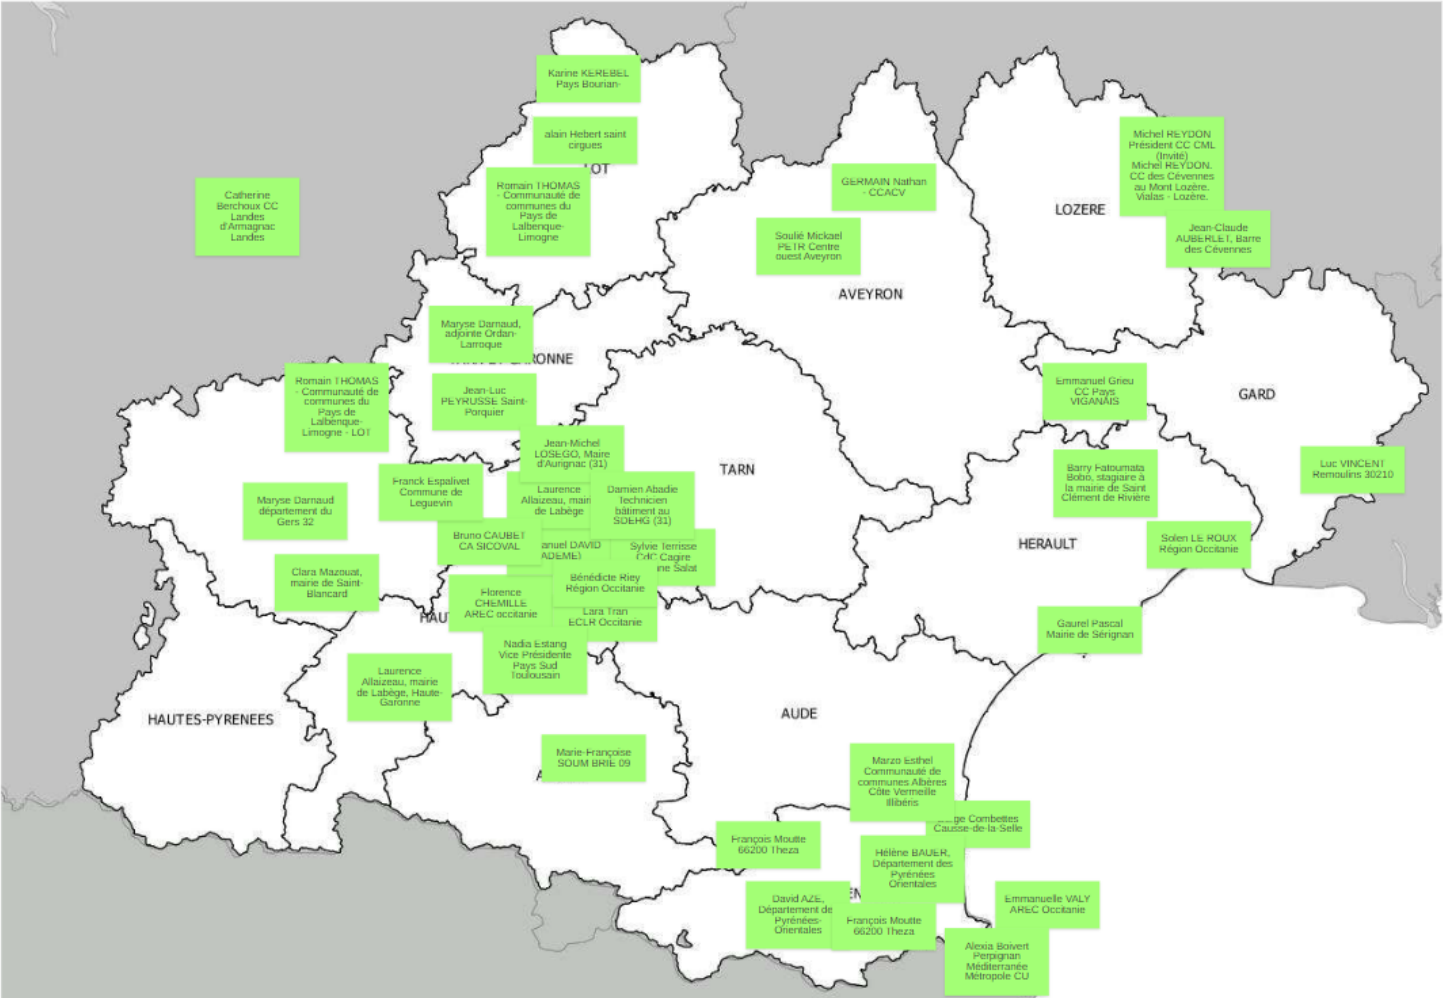 Karine KEREBEL
Pays Bourian-
alain Hebert saint
cirgues
LOT
Romain THOMAS
- Communauté de
communes du
Pays de
Lalbenque-
Limogne
Catherine
Berchoux CC
Landes
d'Armagnac
Landes
GERMAIN Nathan
- CCACV
Soulié Mickael
PETR Centre
ouest Aveyron
AVEYRON
Michel REYDON
Président CC CML
(Invité)
Michel REYDON.
CC des Cévennes
au Mont Lozère.
Vialas - Lozère.
LOZERE
Jean-Claude
AUBERLET, Barre
des Cévennes
Maryse Darnaud,
adjointe Ordan-
Larroque
Jean-Luc
PEYRUSSE Saint-
Porquier
Romain THOMAS
- Communauté de
communes du
Pays de
Lalbenque-
Limogne - LOT
Emmanuel Grieu
CC Pays
VIGANAIS
GARD
Jean-Michel
LOSEGO, Maire
d'Aurignac (31)
TARN
Luc VINCENT
Remoulins 30210
Franck Espalivet
Commune de
Leguevin
Laurence
Allaizeau, mairi
de Labège
Damien Abadie
technicien
bâtiment au
SDEHG (31)
Barry Fatoumata
Bobo, stagiaire à
la mairie de Saint
Clément de Rivière
Maryse Darnaud
département du
Gers 32
Bruno CAUBET
CA SICOVAL
anuel DAVID
ADEME)
Sylvie Terrisse
CdC Cagire
ne Salat
HERAULT
Solen LE ROUX
Région Occitanie
Clara Mazouat,
mairie de Saint-
Blancard
Bénédicte Riey
Région Occitanie
Florence
CHEMILLE
AREC occitanie
HAU
Lara Tran
ECLR Occitanie
Gaurel Pascal
Mairie de Sérignan
Nadia Estang
Vice Présidente
Pays Sud
Toulousain
Laurence
Allaizeau, mairie
de Labège, Haute-
Garonne
HAUTES-PYRENEES
AUDE
Marie-Françoise
SOUM BRIE 09
Marzo Esthel
Communauté de
communes Albères
Côte Vermeille
Illibéris
Combettes
Causse-de-la-Selle
François Moutte
66200 Theza
Hélène BAUER,
Département des
Pyrénées
Orientales
David AZE,
Département de
Pyrénées-
Orientales
EN
François Moutte
66200 Theza
Emmanuelle VALY
AREC Occitanie
Alexia Boivert
Perpignan
Méditerranée
Métropole CU